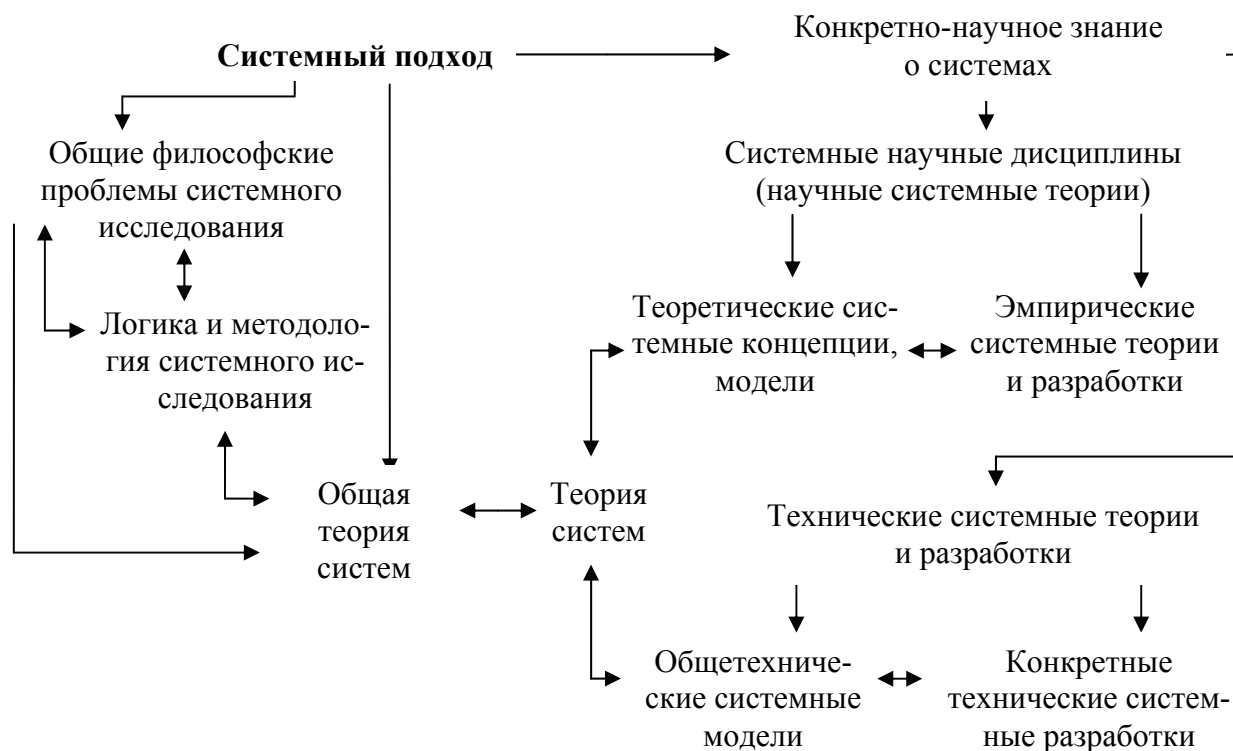 Системный подход
Конкретно-научное знание
о системах
Общие философские
проблемы системного
исследования
Системные научные дисциплины
(научные системные теории)
Логика и методоло-
гия системного ис-
следования
Теоретические сис-
темные концепции,
модели
Эмпирические
системные теории
и разработки
Общая
теория
систем
Теория
систем
Технические системные теории
и разработки
Общетехниче-
ские системные
модели
Конкретные
технические систем-
ные разработки